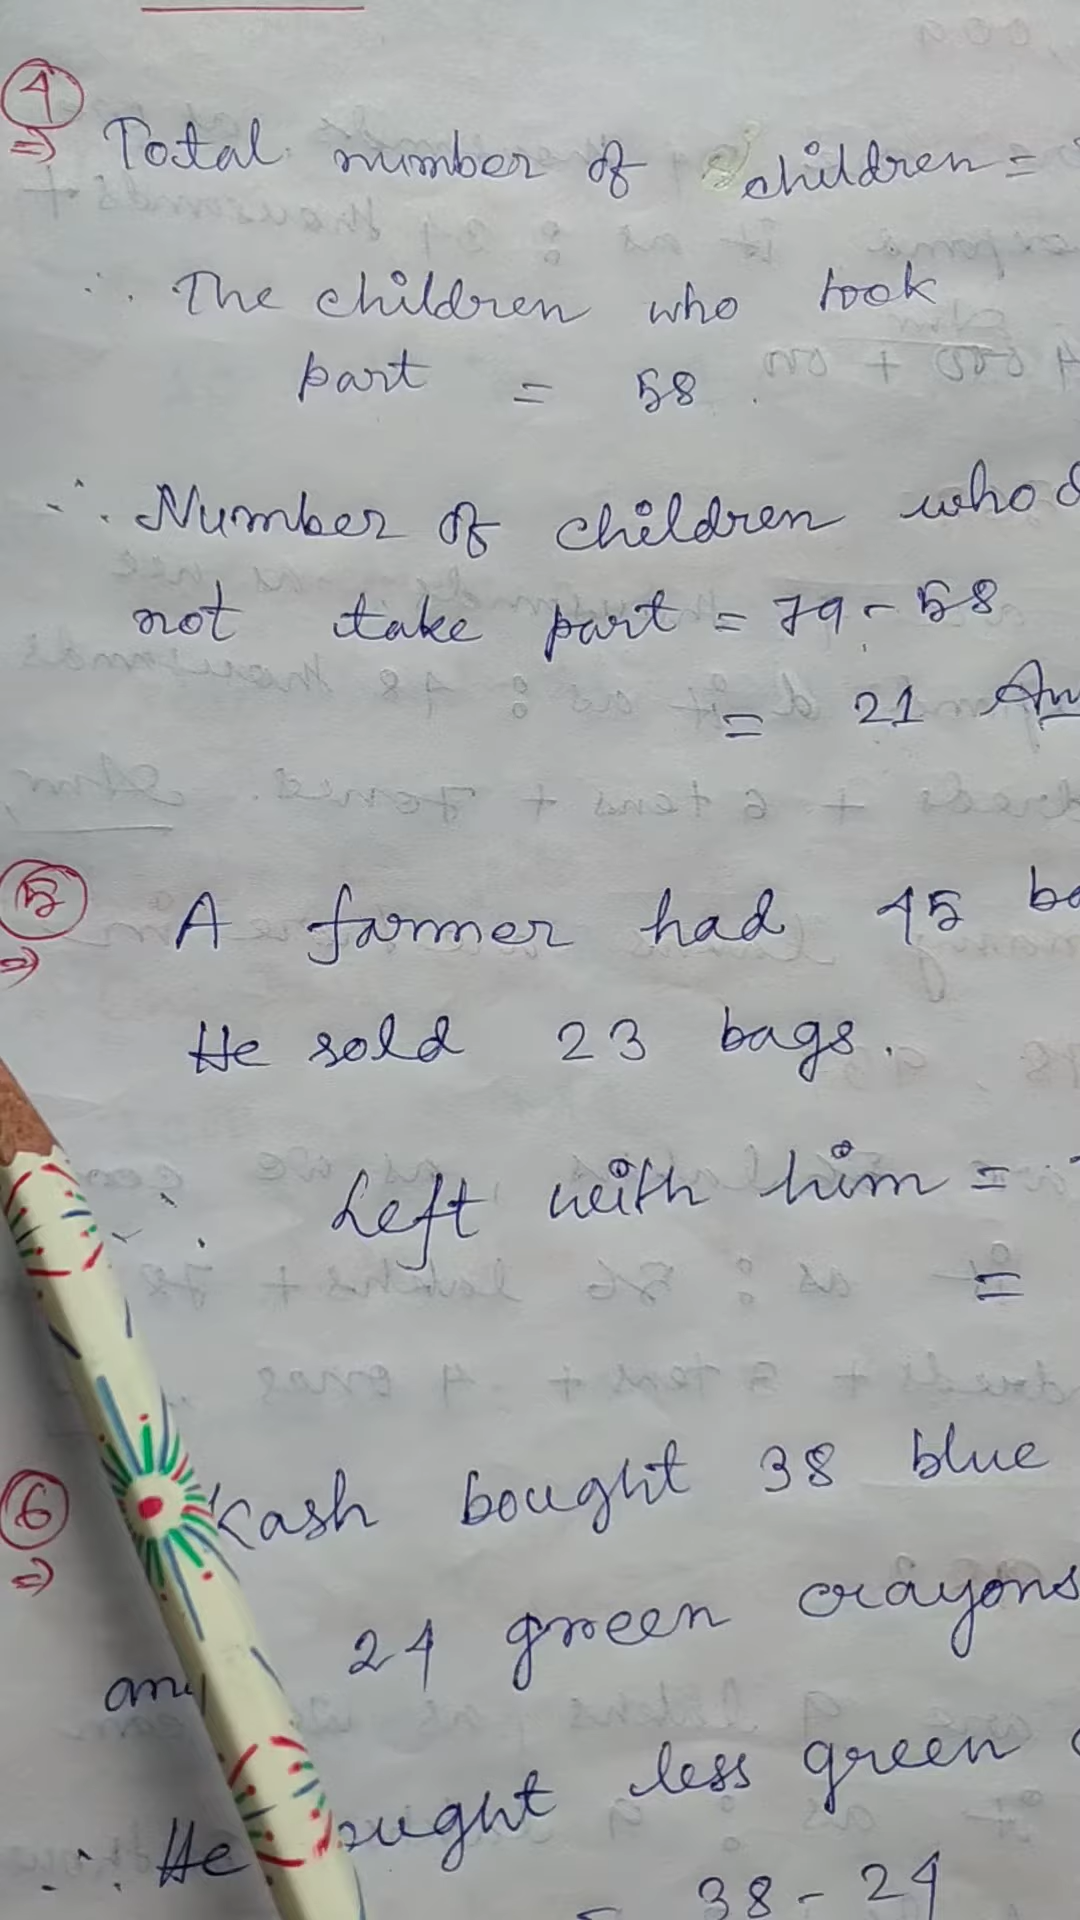 4
⇒ Total number of children =
∴ The children who took
part = 58.
∴ Number of children who
not take part = 79 - 58
= 21
5
⇒ A farmer had 45
He sold 23 bags.
∴ Left with him =
=
6
⇒ kash bought 38 blue
24 green crayons
∴ He less green
= 38 - 24